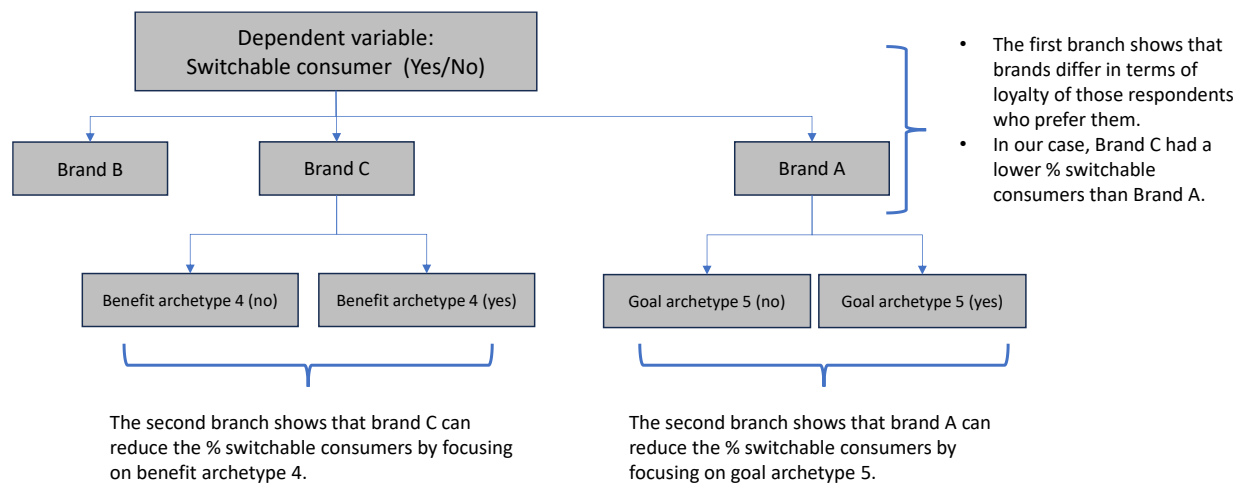 Dependent variable:
Switchable consumer (Yes/No)
• The first branch shows that
brands differ in terms of
loyalty of those respondents
who prefer them.
• In our case, Brand C had a
lower % switchable
consumers than Brand A.
Brand B
Brand C
Brand A
Benefit archetype 4 (no)
Benefit archetype 4 (yes)
Goal archetype 5 (no)
Goal archetype 5 (yes)
The second branch shows that brand C can
reduce the % switchable consumers by focusing
on benefit archetype 4.
The second branch shows that brand A can
reduce the % switchable consumers by
focusing on goal archetype 5.